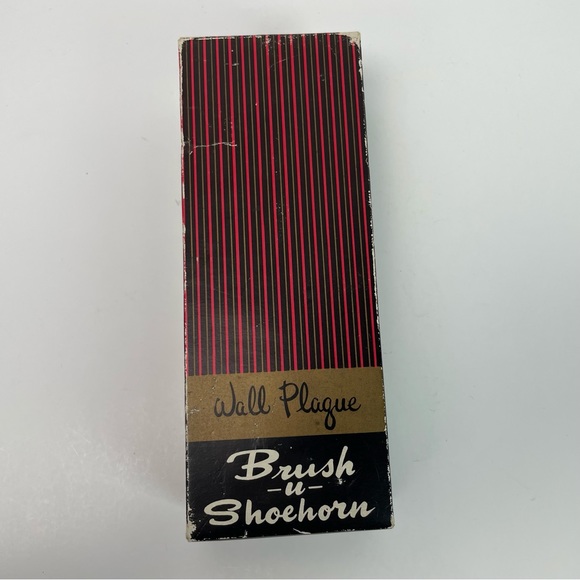 Wall Plaque
Brush
-n-
Shoehorn